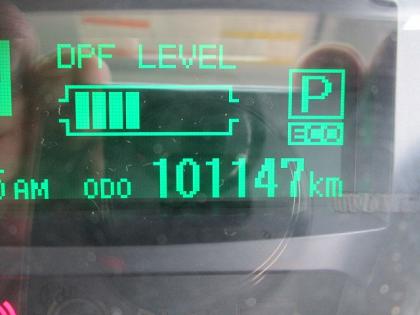 DPF LEVEL
P
ECO
AM ODO 101147km